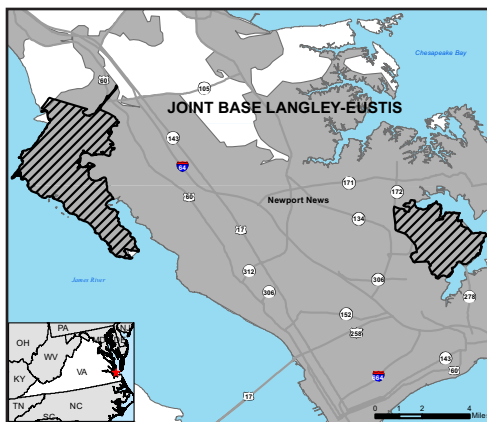 Chesapeake Bay
60
105
JOINT BASE LANGLEY-EUSTIS
143
64
171
172
60
Newport News
17
134
James River
312
306
306
278
152
258
PA
NJ
OH
MD
DE
WV
VA
KY
TN
NC
SC
143
60
664
17
0 1 2 4
Miles